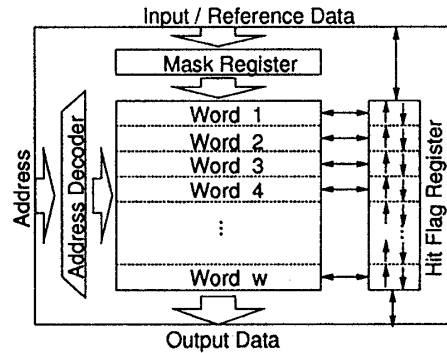 Input / Reference Data
Mask Register
Word 1
Word 2
Word 3
Word 4
⋮
Word w
Address
Address Decoder
Hit Flag Register
Output Data